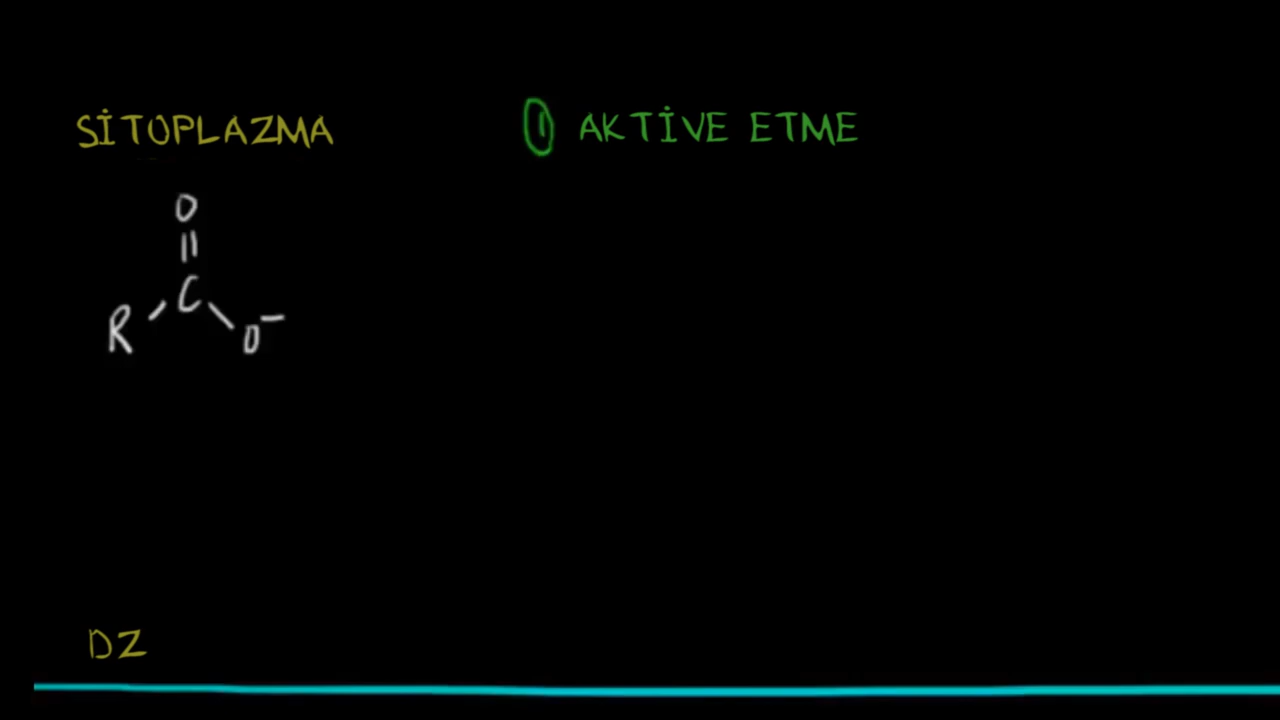 SİTOPLAZMA
① AKTİVE ETME
O
C
R
O⁻
DZ